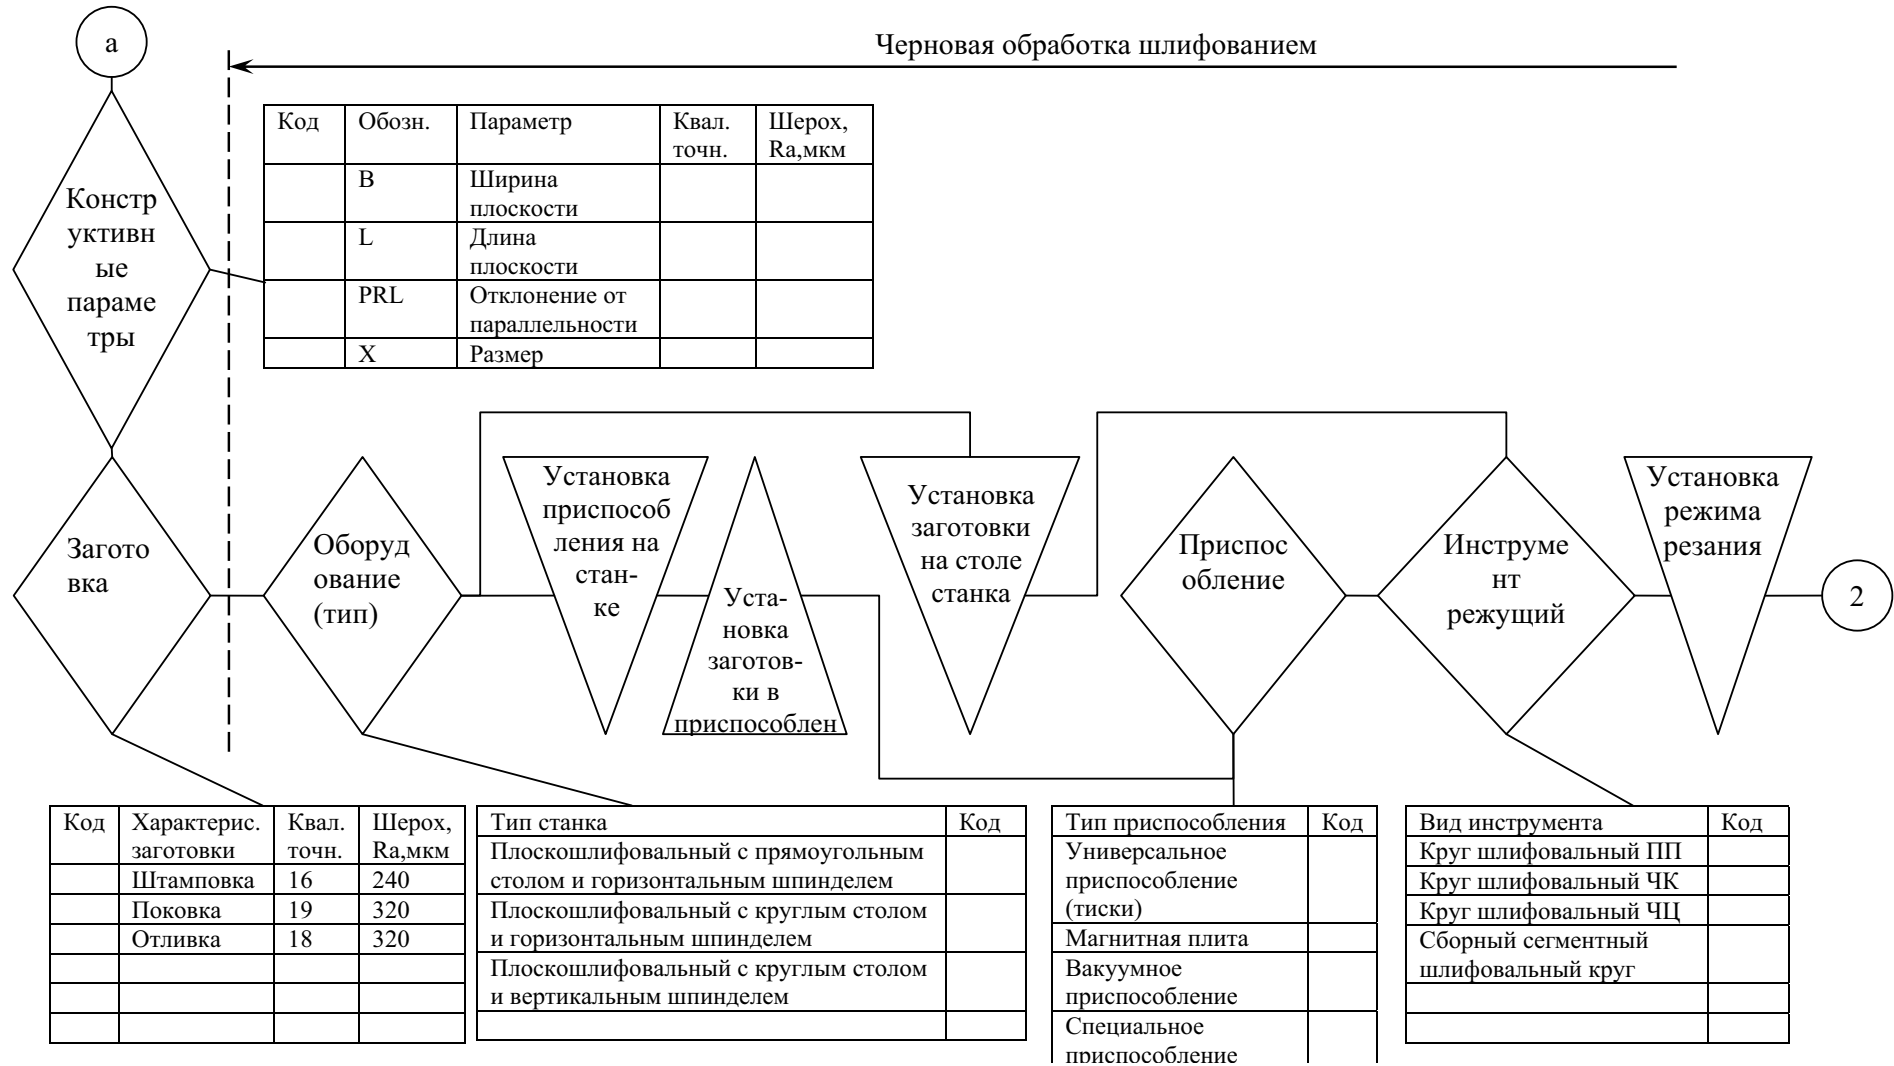 а
Черновая обработка шлифованием
Код Обозн. Параметр Квал. Шерох,
точн. Ra,мкм
B Ширина
плоскости
L Длина
плоскости
PRL Отклонение от
параллельности
X Размер
Констр
уктивн
ые
параме
тры
Загото
вка
Оборуд
ование
(тип)
Установка
приспособ
ления на
стан-
ке
Уста-
новка
заготов-
ки в
приспособлен
Установка
заготовки
на столе
станка
Приспос
обление
Инструме
нт
режущий
Установка
режима
резания
2
Код Характерис. Квал. Шерох,
заготовки точн. Ra,мкм
Штамповка 16 240
Поковка 19 320
Отливка 18 320
Тип станка Код
Плоскошлифовальный с прямоугольным
столом и горизонтальным шпинделем
Плоскошлифовальный с круглым столом
и горизонтальным шпинделем
Плоскошлифовальный с круглым столом
и вертикальным шпинделем
Тип приспособления Код
Универсальное
приспособление
(тиски)
Магнитная плита
Вакуумное
приспособление
Специальное
приспособление
Вид инструмента Код
Круг шлифовальный ПП
Круг шлифовальный ЧК
Круг шлифовальный ЧЦ
Сборный сегментный
шлифовальный круг